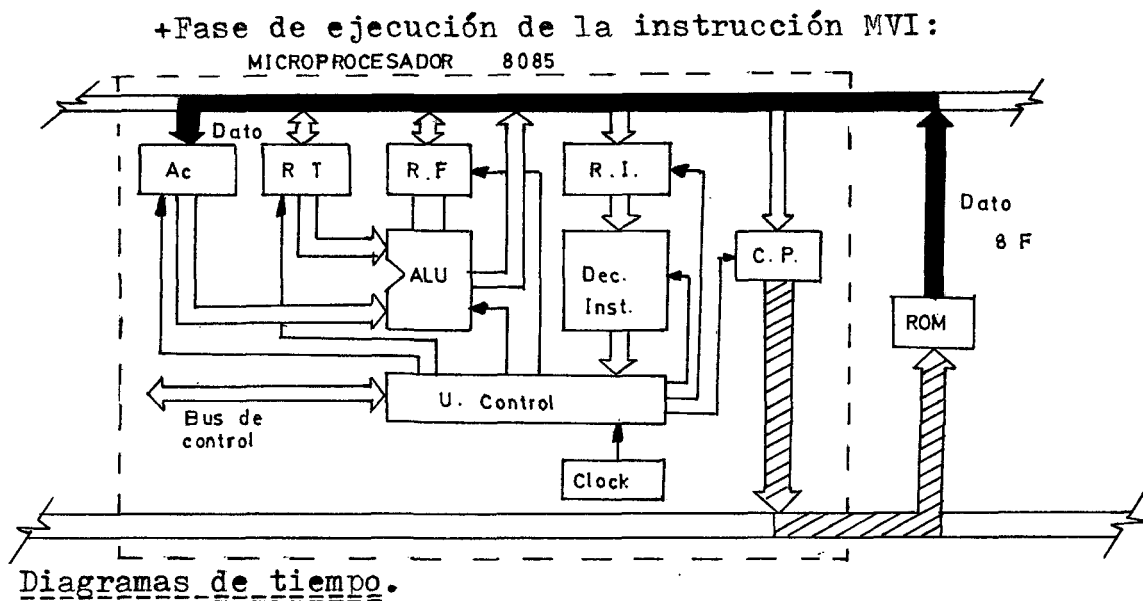 +Fase de ejecución de la instrucción MVI:
MICROPROCESADOR 8085
Dato
Ac
R T
R.F
R.I.
Dato
8 F
C.P.
ALU
Dec.
Inst.
ROM
U. Control
Bus de
control
Clock
Diagramas de tiempo.